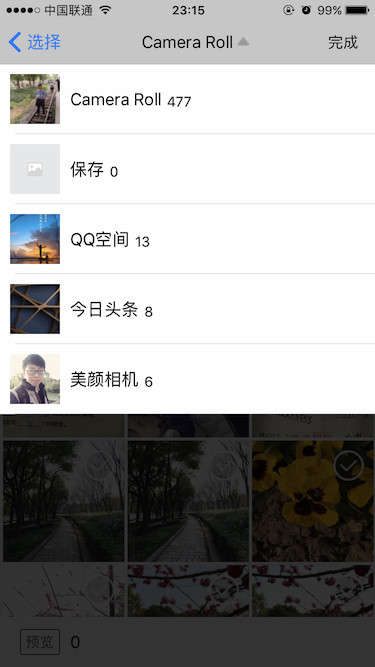 中国联通 23:15 99%
选择 Camera Roll 完成
Camera Roll 477
保存 0
QQ空间 13
今日头条 8
美颜相机 6
预览 0